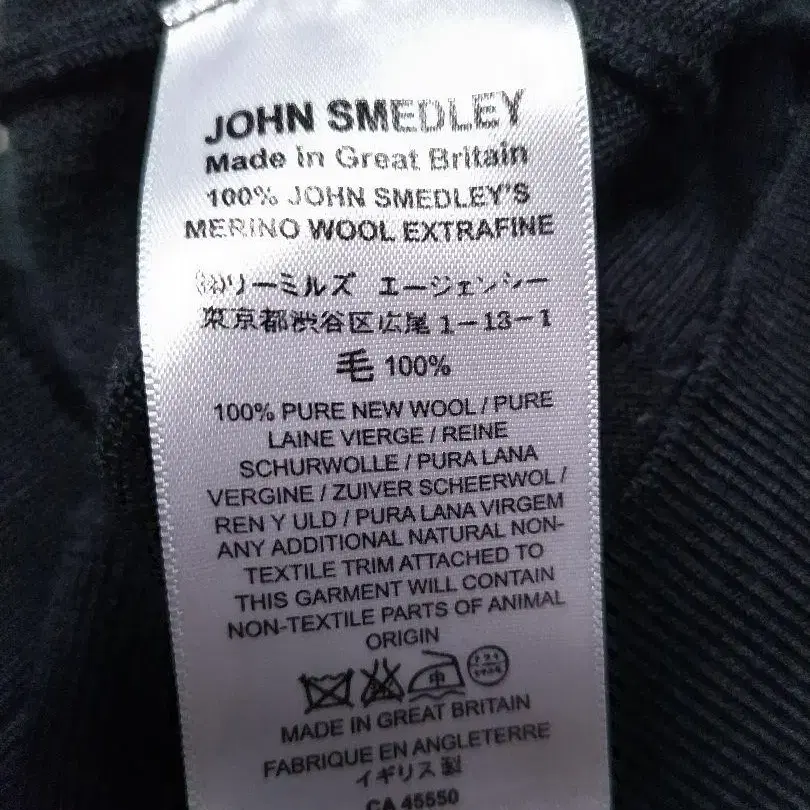 JOHN SMEDLEY
Made in Great Britain
100% JOHN SMEDLEY'S
MERINO WOOL EXTRAFINE
㈱リーミルズ エージェンシー
東京都渋谷区広尾1-13-1
毛 100%
100% PURE NEW WOOL / PURE
LAINE VIERGE / REINE
SCHURWOLLE / PURA LANA
VERGINE / ZUIVER SCHEERWOL /
REN Y ULD / PURA LANA VIRGEM
ANY ADDITIONAL NATURAL NON-
TEXTILE TRIM ATTACHED TO
THIS GARMENT WILL CONTAIN
NON-TEXTILE PARTS OF ANIMAL
ORIGIN
中
MADE IN GREAT BRITAIN
FABRIQUE EN ANGLETERRE
イギリス製
CA 45550